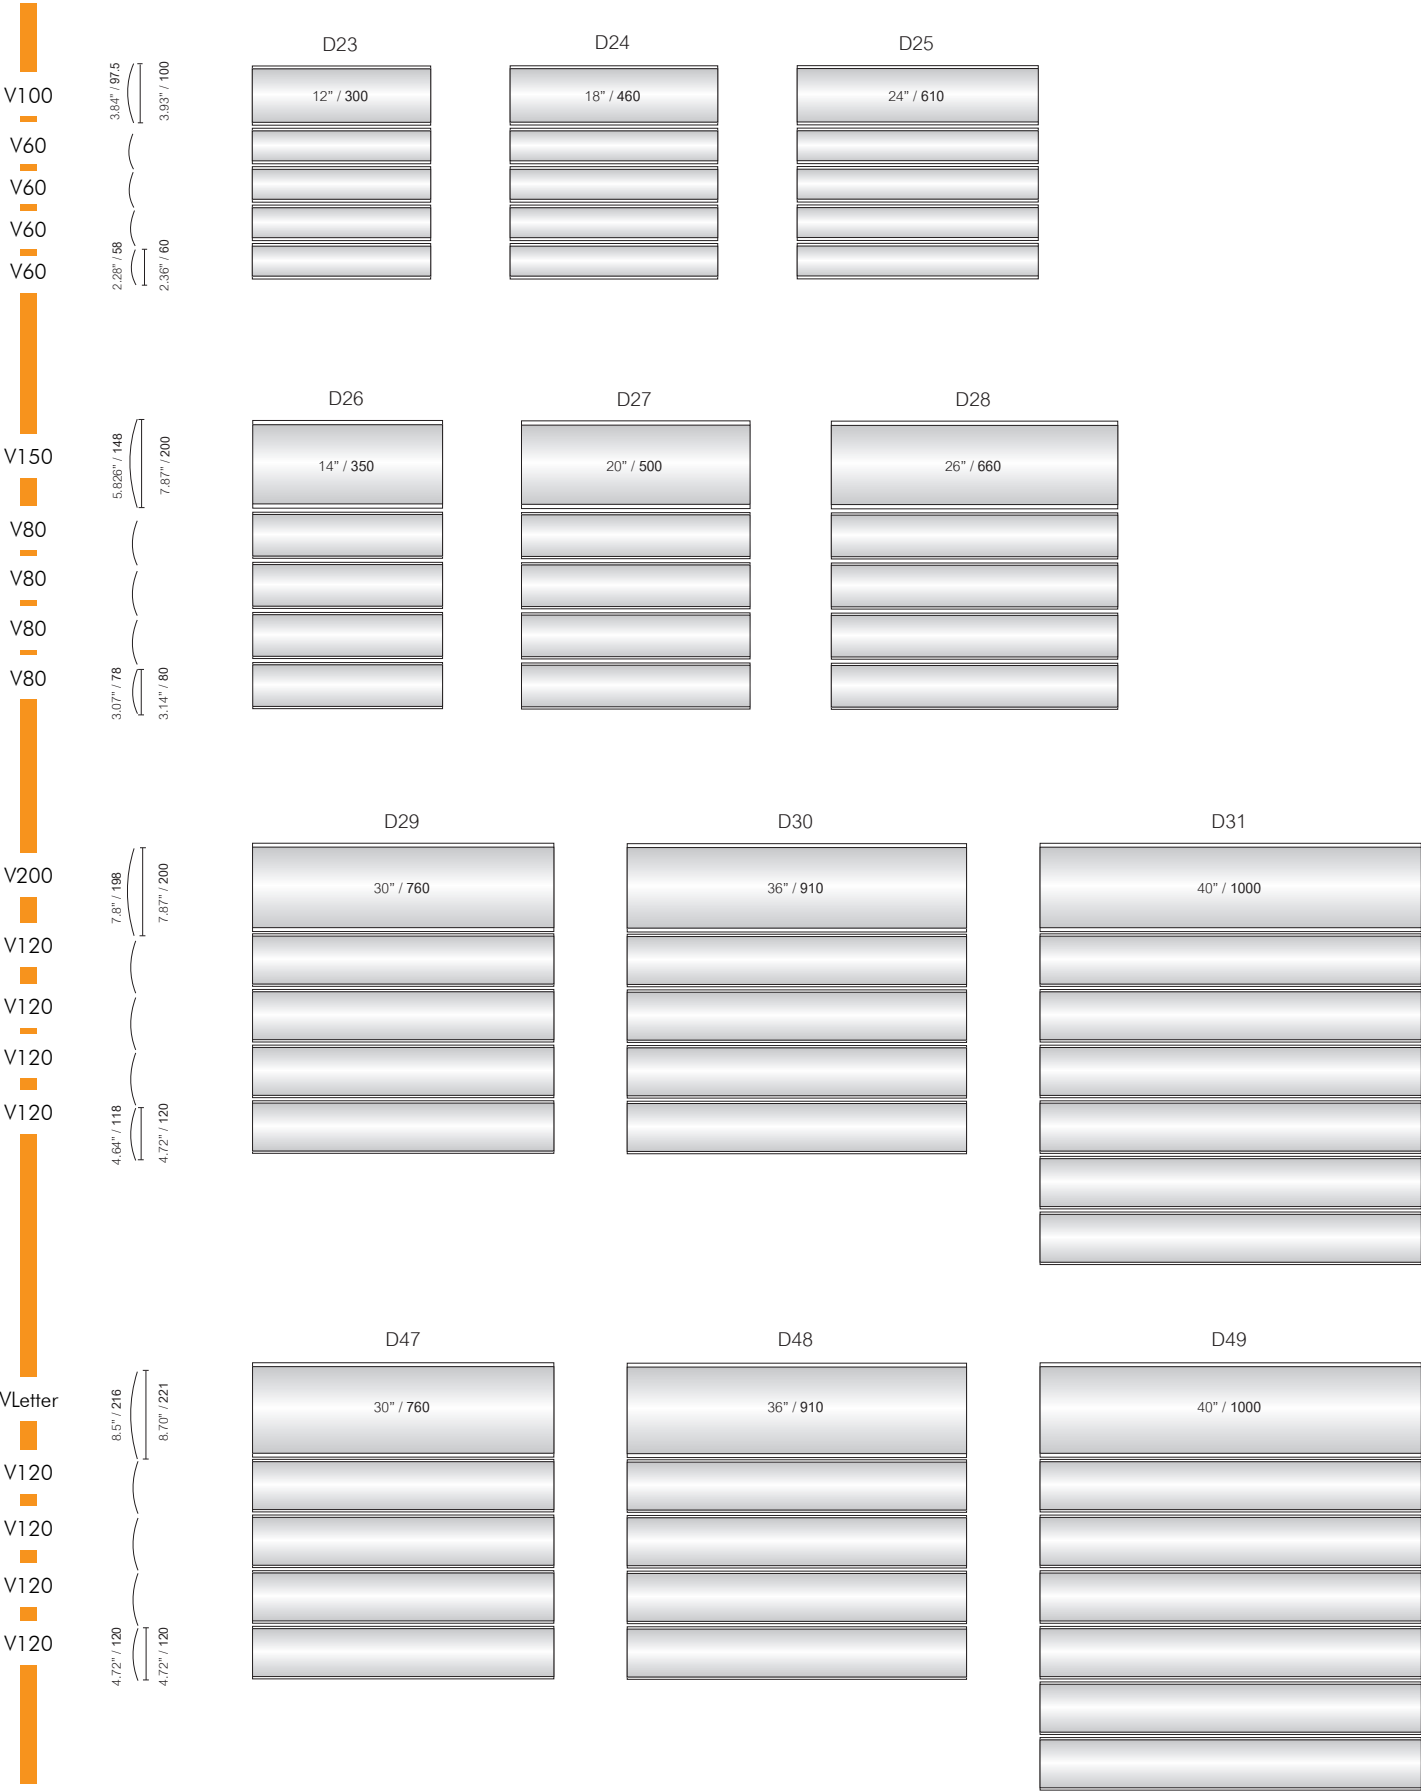 D23 D24 D25
V100 3.84" / 97.5 3.93" / 100 12" / 300 18" / 460 24" / 610
V60
V60
V60
V60 2.28" / 58 2.36" / 60
D26 D27 D28
V150 5.826" / 148 7.87" / 200 14" / 350 20" / 500 26" / 660
V80
V80
V80
V80 3.07" / 78 3.14" / 80
D29 D30 D31
V200 7.8" / 198 7.87" / 200 30" / 760 36" / 910 40" / 1000
V120
V120
V120
V120 4.64" / 118 4.72" / 120
D47 D48 D49
VLetter 8.5" / 216 8.70" / 221 30" / 760 36" / 910 40" / 1000
V120
V120
V120
V120 4.72" / 120 4.72" / 120